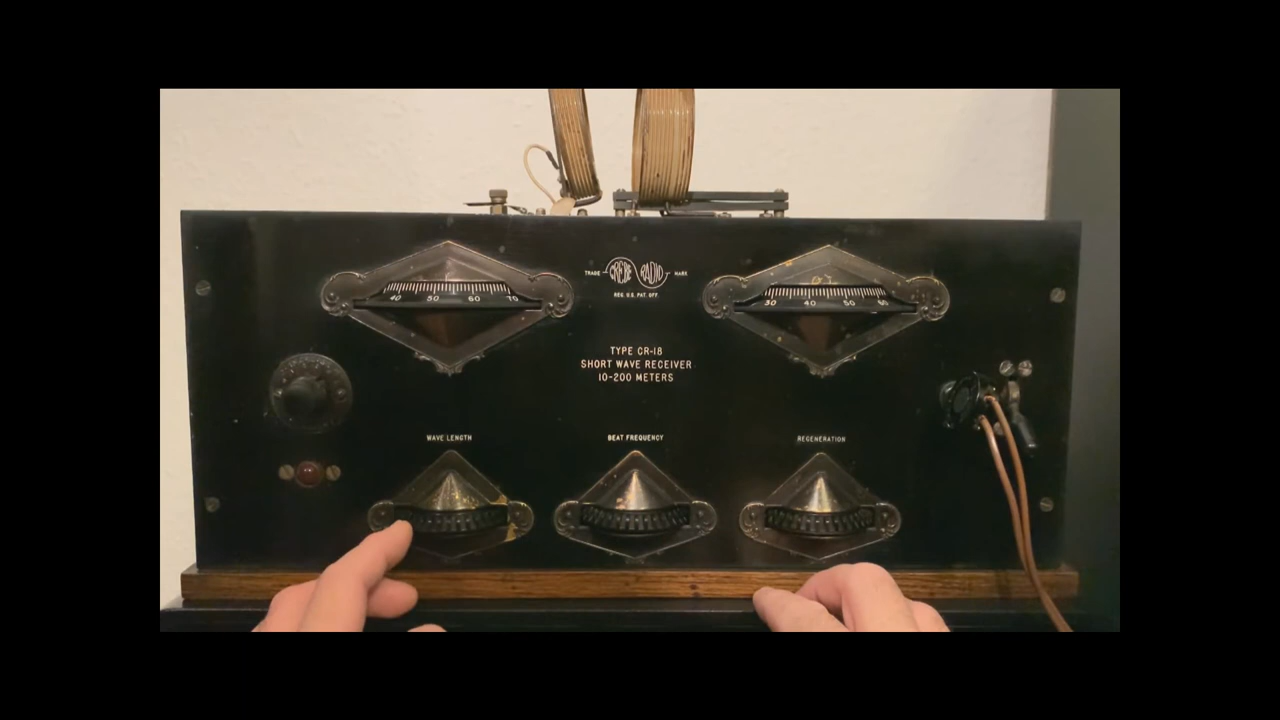 TRADE GREBE RADIO MARK
REG. U.S. PAT. OFF.
40 50 60 70
30 40 50 60
TYPE CR-18
SHORT WAVE RECEIVER
10-200 METERS
WAVE LENGTH
BEAT FREQUENCY
REGENERATION